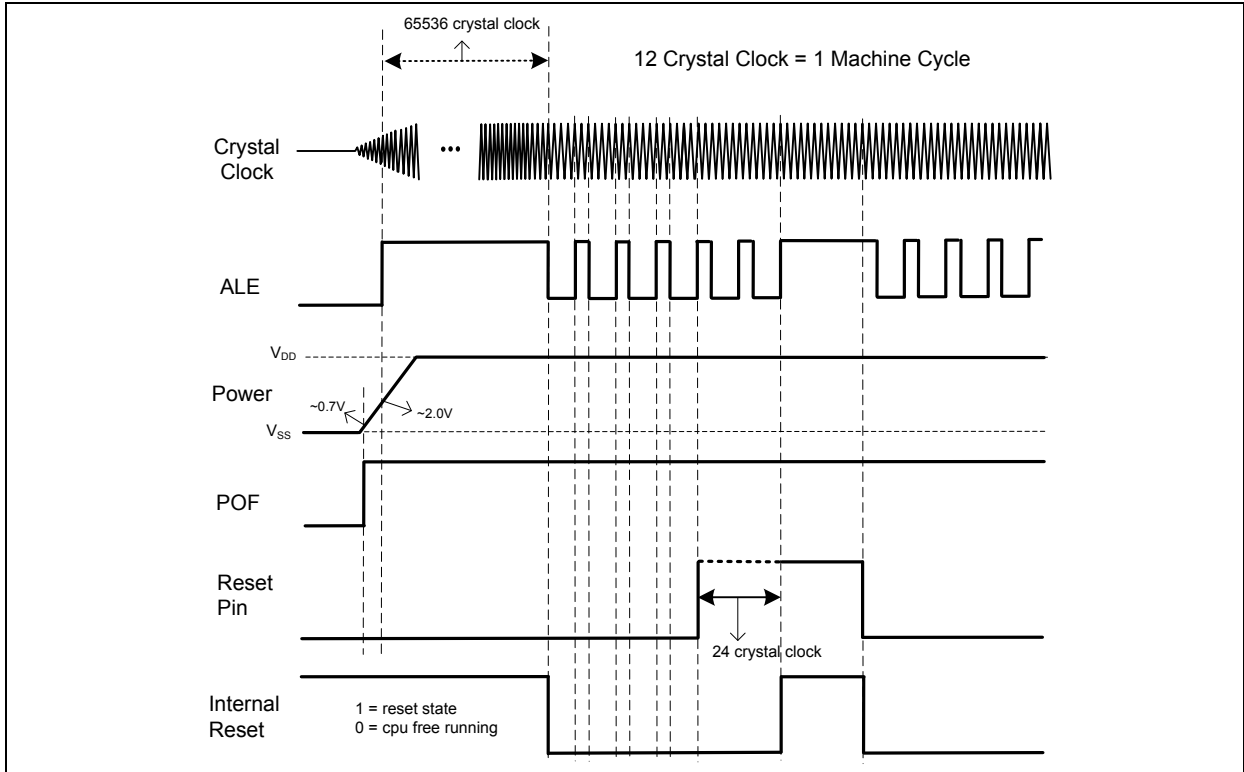 65536 crystal clock
12 Crystal Clock = 1 Machine Cycle
Crystal
Clock
ALE
VDD
Power
~0.7V
~2.0V
VSS
POF
Reset
Pin
24 crystal clock
Internal
Reset
1 = reset state
0 = cpu free running